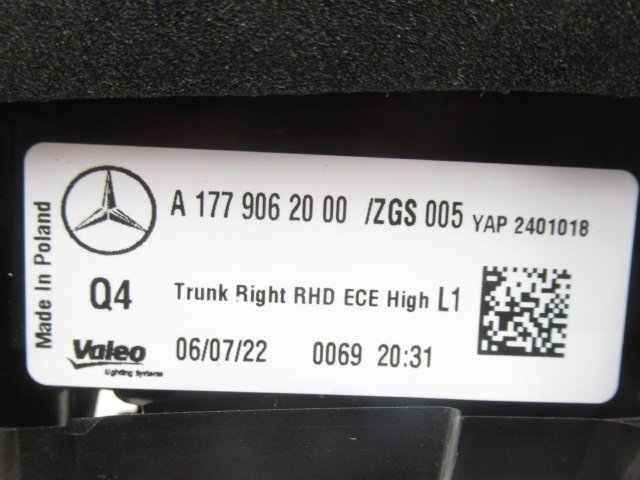 Made In Poland
A 177 906 20 00 /ZGS 005 YAP 2401018
Q4 Trunk Right RHD ECE High L1
Valeo 06/07/22 0069 20:31
Lighting Systems